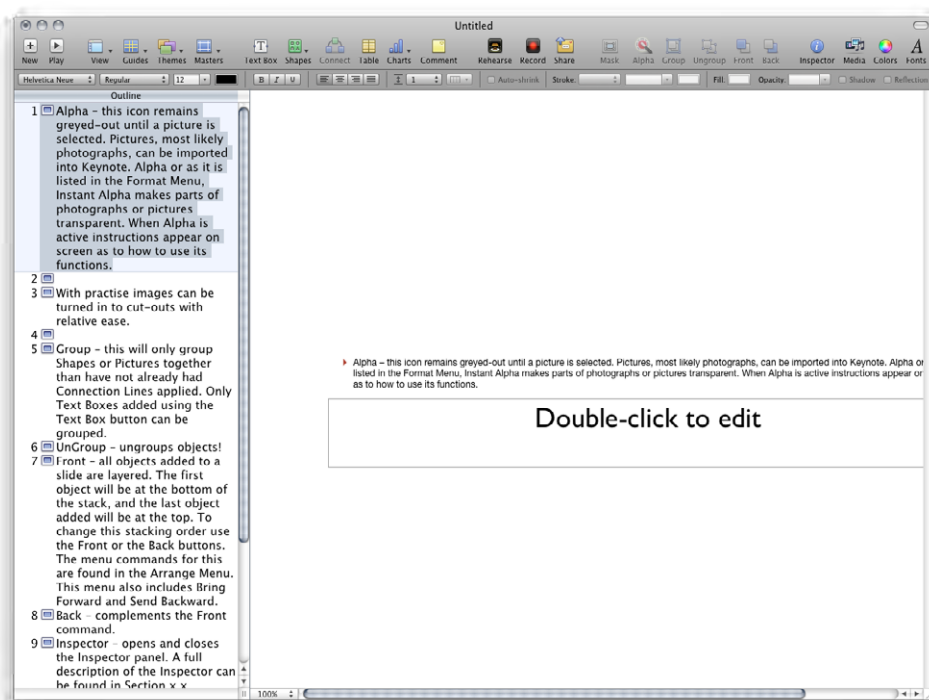 Untitled
New Play View Guides Themes Masters Text Box Shapes Connect Table Charts Comment Rehearse Record Share Mask Alpha Group Ungroup Front Back Inspector Media Colors Fonts
Helvetica Neue Regular 12 B I U 1 Auto-shrink Stroke: Fill: Opacity: Shadow Reflection
Outline
1 Alpha – this icon remains
greyed-out until a picture is
selected. Pictures, most likely
photographs, can be imported
into Keynote. Alpha or as it is
listed in the Format Menu,
Instant Alpha makes parts of
photographs or pictures
transparent. When Alpha is
active instructions appear on
screen as to how to use its
functions.
2
3 With practise images can be
turned in to cut-outs with
relative ease.
4
5 Group – this will only group
Shapes or Pictures together
than have not already had
Connection Lines applied. Only
Text Boxes added using the
Text Box button can be
grouped.
6 UnGroup – ungroups objects!
7 Front – all objects added to a
slide are layered. The first
object will be at the bottom of
the stack, and the last object
added will be at the top. To
change this stacking order use
the Front or the Back buttons.
The menu commands for this
are found in the Arrange Menu.
This menu also includes Bring
Forward and Send Backward.
8 Back – complements the Front
command.
9 Inspector – opens and closes
the Inspector panel. A full
description of the Inspector can
be found in Section x x
Alpha – this icon remains greyed-out until a picture is selected. Pictures, most likely photographs, can be imported into Keynote. Alpha or
listed in the Format Menu, Instant Alpha makes parts of photographs or pictures transparent. When Alpha is active instructions appear or
as to how to use its functions.
Double-click to edit
100%